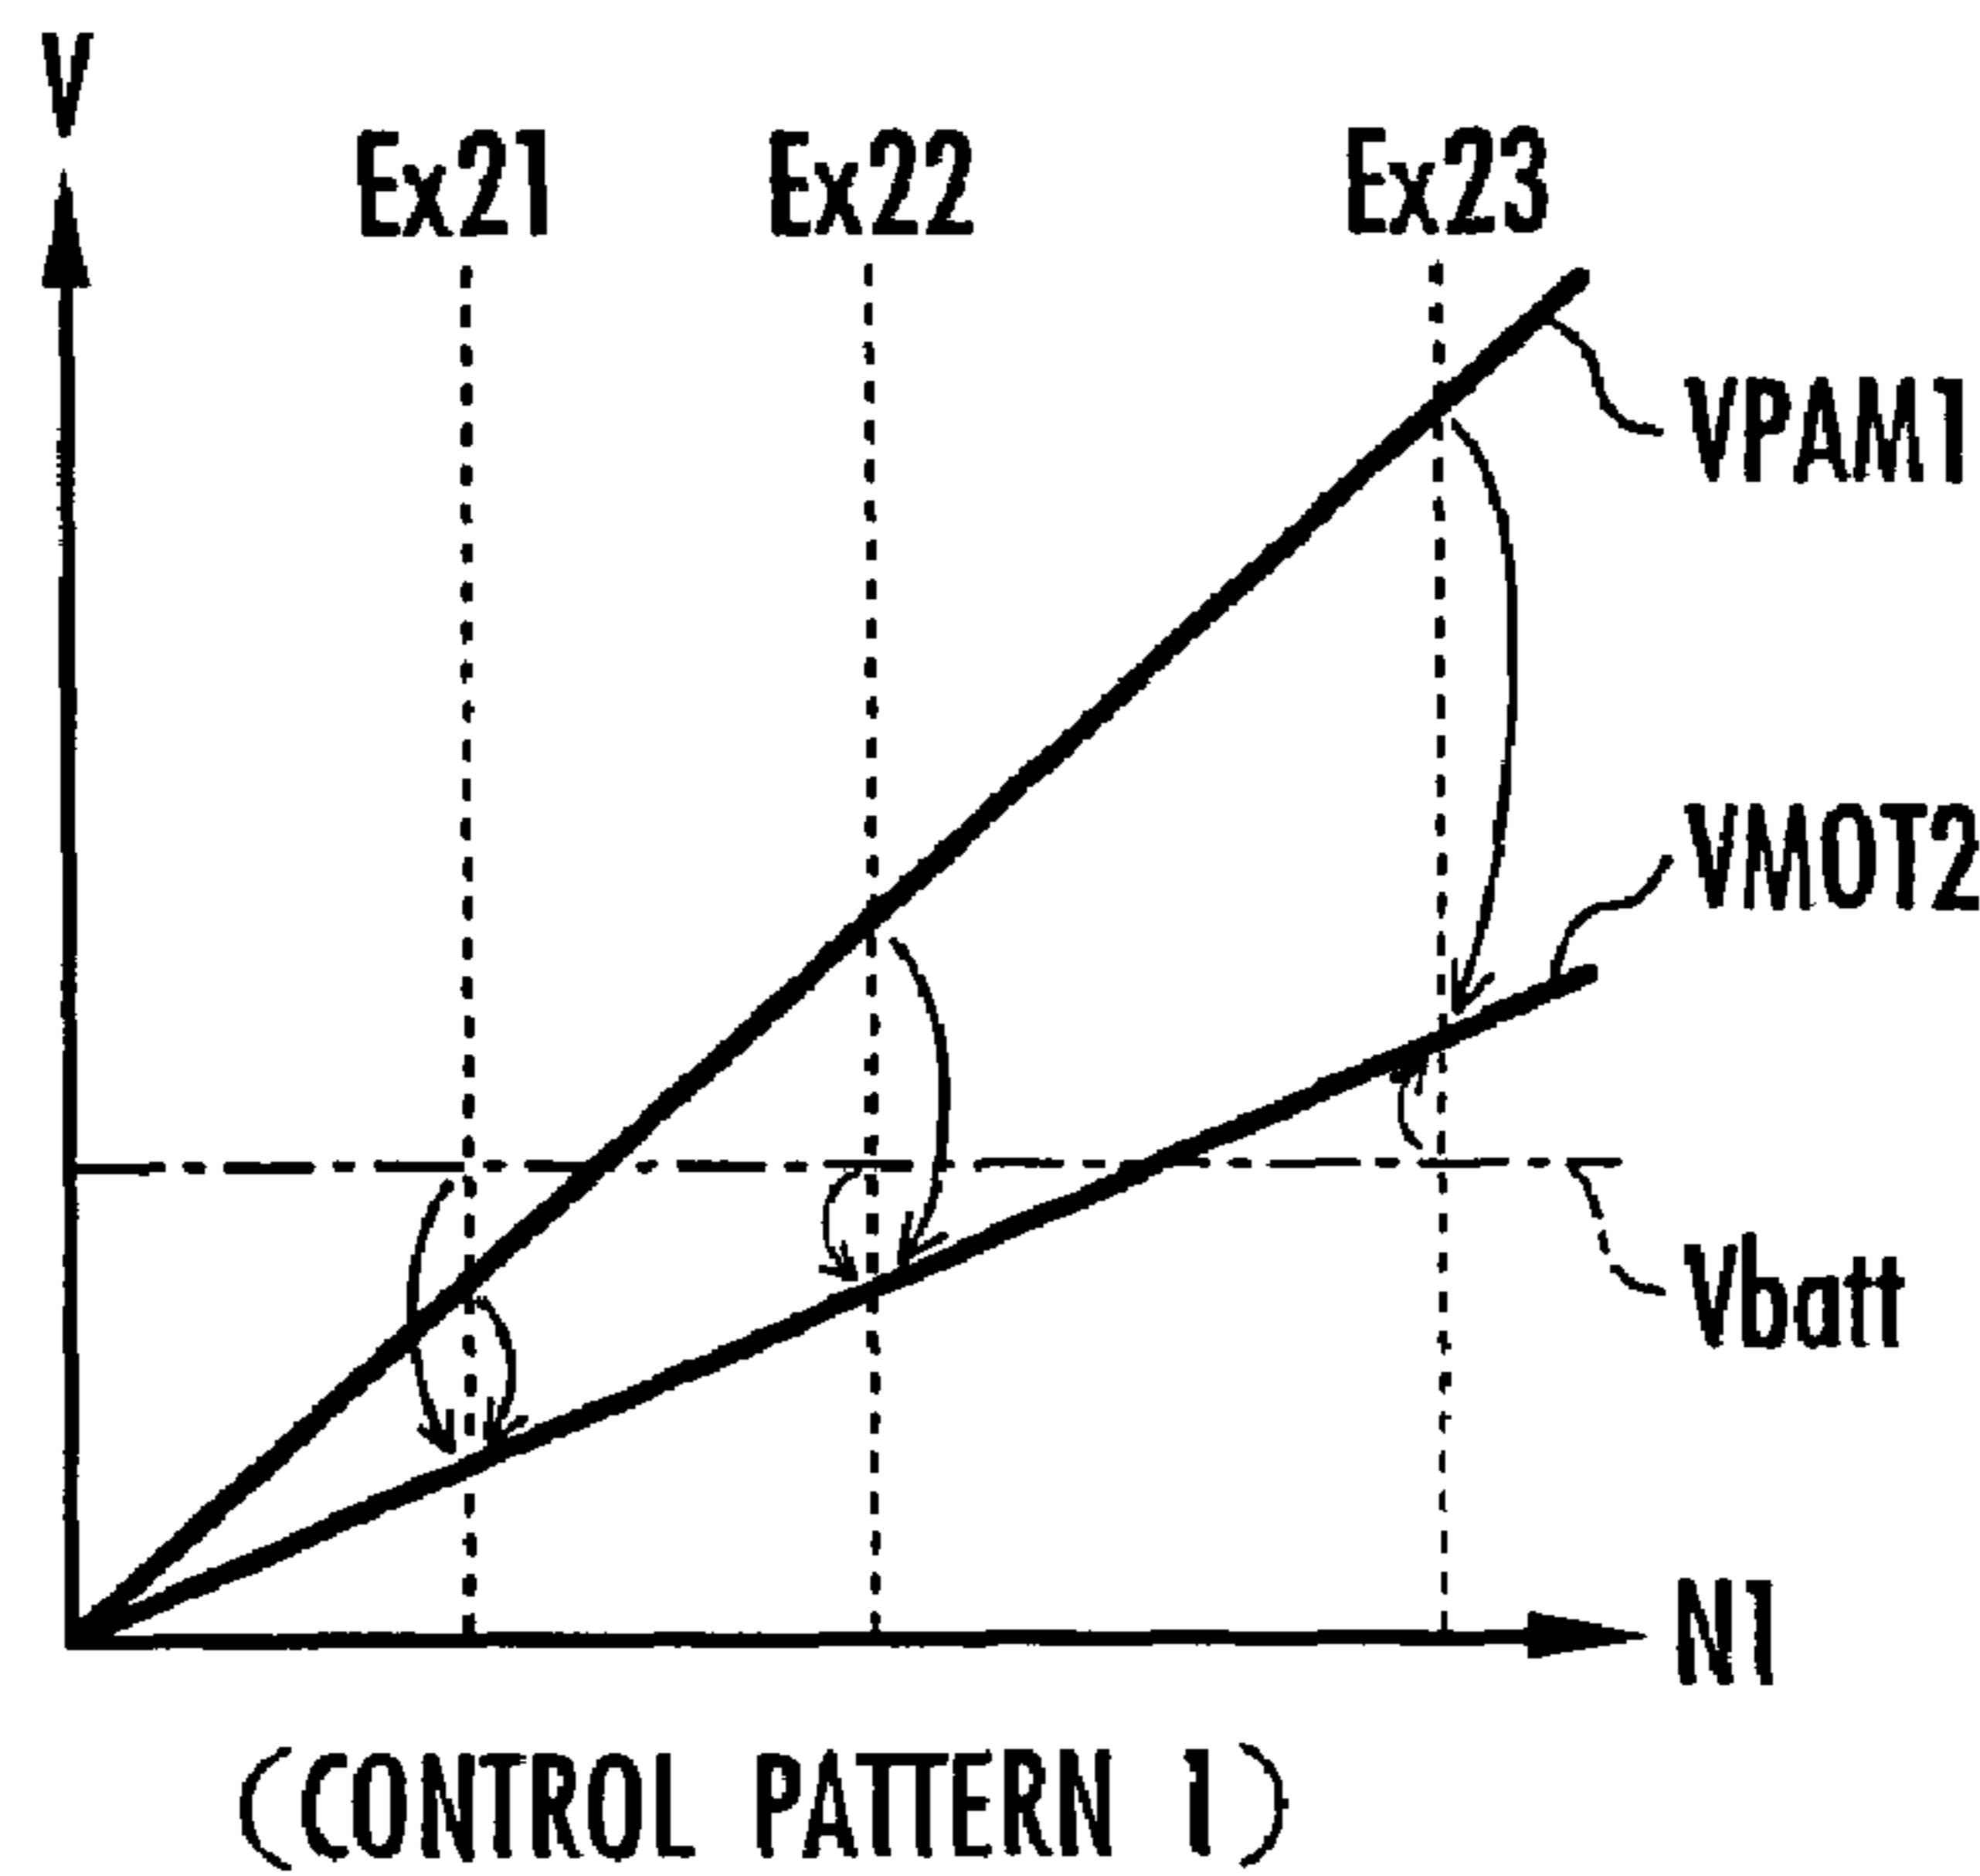 V
Ex21
Ex22
Ex23
VPAM1
VMOT2
Vbatt
N1
(CONTROL PATTERN 1)